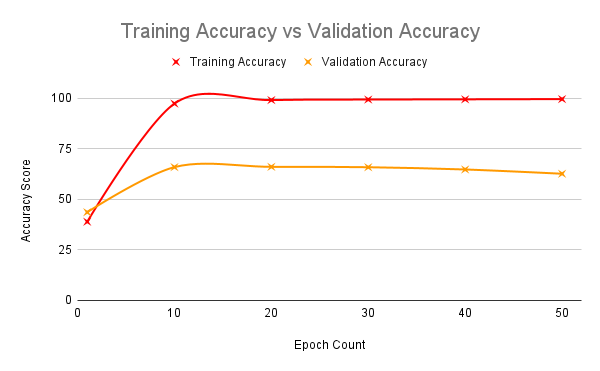 Training Accuracy vs Validation Accuracy
Training Accuracy Validation Accuracy
100
75
50
25
0
Accuracy Score
0 10 20 30 40 50
Epoch Count